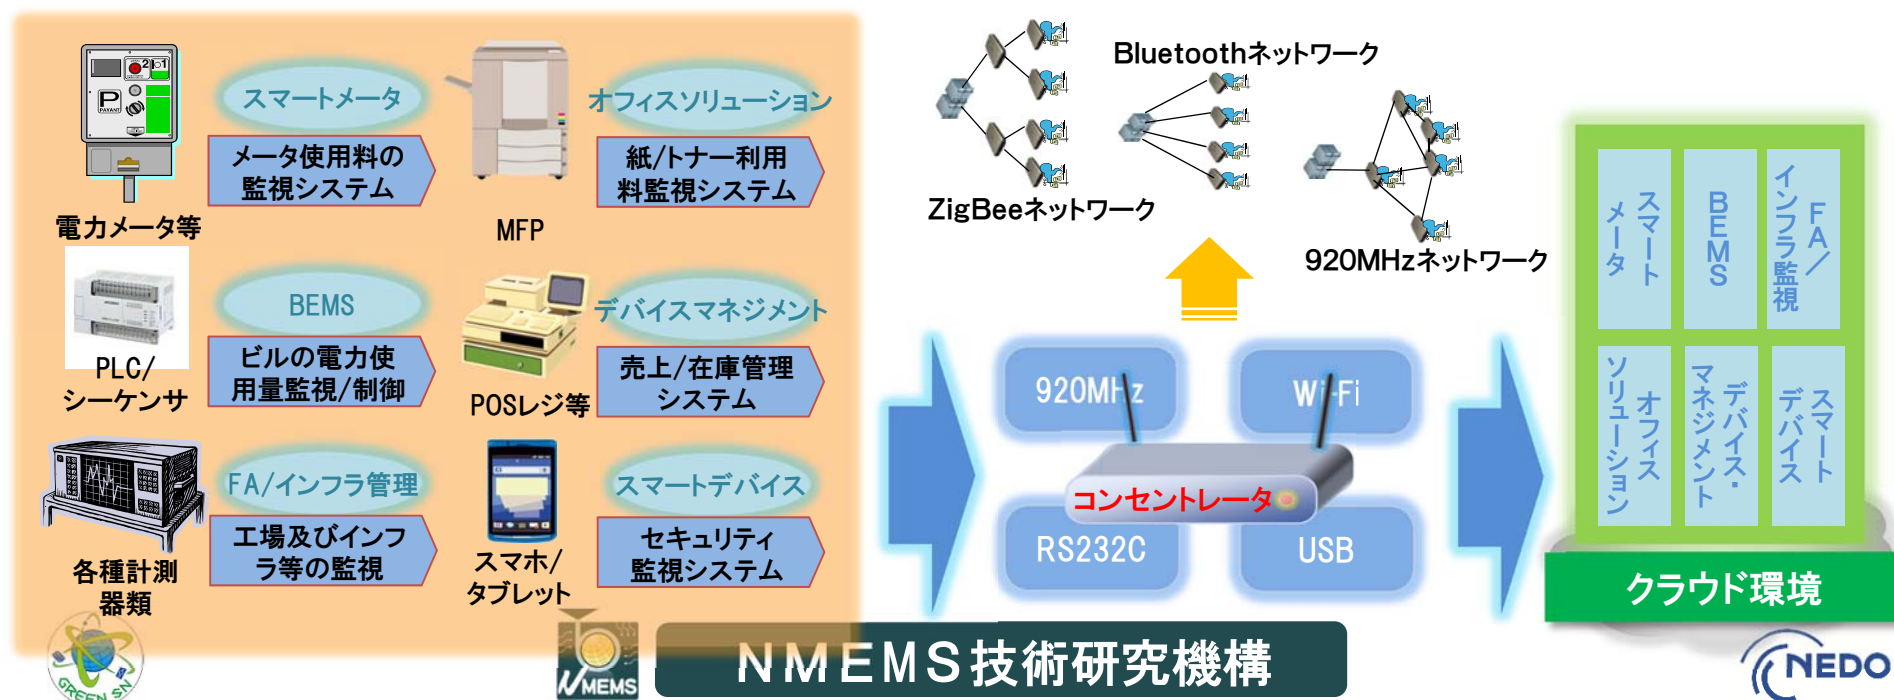 スマートメータ
メータ使用料の
監視システム
電力メータ等
2
1
P
PAYANT
オフィスソリューション
紙/トナー利用
料監視システム
MFP
BEMS
ビルの電力使
用量監視/制御
PLC/
シーケンサ
デバイスマネジメント
売上/在庫管理
システム
POSレジ等
FA/インフラ管理
工場及びインフ
ラ等の監視
各種計測
器類
スマートデバイス
セキュリティ
監視システム
スマホ/
タブレット
ZigBeeネットワーク
Bluetoothネットワーク
920MHzネットワーク
920MHz
Wi-Fi
コンセントレータ
RS232C
USB
スマート
メータ
BEMS
FA/
インフラ監視
オフィス
ソリューション
デバイス・
マネジメント
スマート
デバイス
クラウド環境
GREEN SN
NMEMS
NMEMS技術研究機構
NEDO